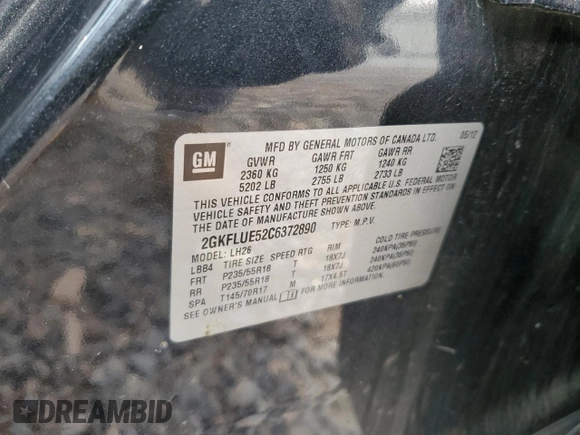 MFD BY GENERAL MOTORS OF CANADA LTD. 05/12
GM
GVWR GAWR FRT GAWR RR
2360 KG 1250 KG 1240 KG
5202 LB 2755 LB 2733 LB
THIS VEHICLE CONFORMS TO ALL APPLICABLE U.S. FEDERAL MOTOR
VEHICLE SAFETY AND THEFT PREVENTION STANDARDS IN EFFECT ON
THE DATE OF MANUFACTURE SHOWN ABOVE.
2GKFLUE52C6372890 TYPE: M.P.V.
MODEL: LH26
LBB4 TIRE SIZE SPEED RTG RIM COLD TIRE PRESSURE
FRT P235/55R18 T 18X7J 240KPA(35PSI)
RR P235/55R18 T 18X7J 240KPA(35PSI)
SPA T145/70R17 M 17X4.5T 420KPA(60PSI)
SEE OWNER'S MANUAL FOR MORE INFORMATION.
DREAMBID